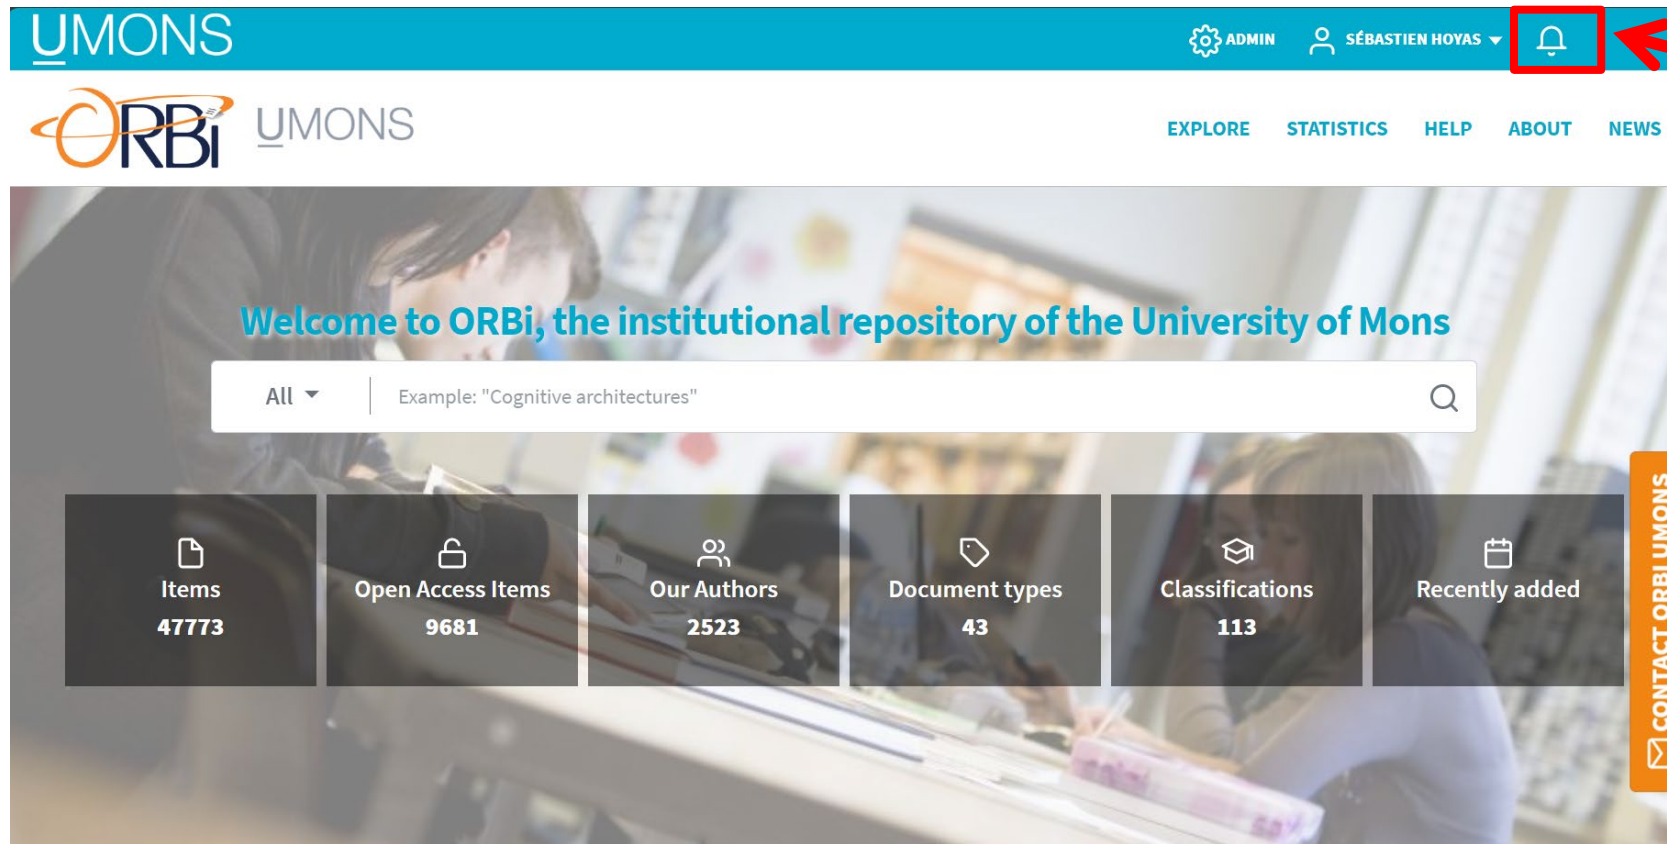 UMONS
ADMIN
SÉBASTIEN HOYAS
ORBi UMONS
EXPLORE STATISTICS HELP ABOUT NEWS
Welcome to ORBi, the institutional repository of the University of Mons
All
Example: "Cognitive architectures"
Items
47773
Open Access Items
9681
Our Authors
2523
Document types
43
Classifications
113
Recently added
CONTACT ORBI UMONS